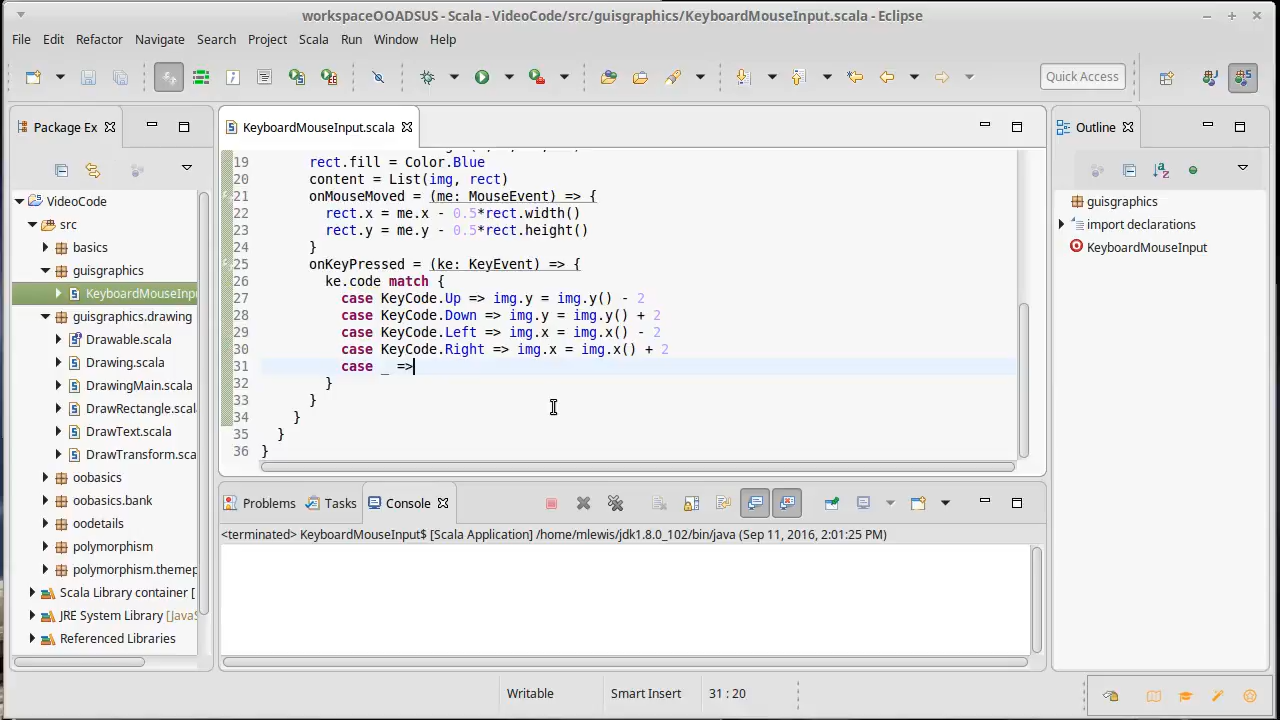 workspaceOOADSUS - Scala - VideoCode/src/guisgraphics/KeyboardMouseInput.scala - Eclipse
File Edit Refactor Navigate Search Project Scala Run Window Help
Quick Access
Package Ex
KeyboardMouseInput.scala
Outline
VideoCode
src
basics
guisgraphics
KeyboardMouseInp
guisgraphics.drawing
Drawable.scala
Drawing.scala
DrawingMain.scala
DrawRectangle.scal
DrawText.scala
DrawTransform.sca
oobasics
oobasics.bank
oodetails
polymorphism
polymorphism.themep
Scala Library container [
JRE System Library [JavaS
Referenced Libraries
19 rect.fill = Color.Blue
20 content = List(img, rect)
21 onMouseMoved = (me: MouseEvent) => {
22 rect.x = me.x - 0.5*rect.width()
23 rect.y = me.y - 0.5*rect.height()
24 }
25 onKeyPressed = (ke: KeyEvent) => {
26 ke.code match {
27 case KeyCode.Up => img.y = img.y() - 2
28 case KeyCode.Down => img.y = img.y() + 2
29 case KeyCode.Left => img.x = img.x() - 2
30 case KeyCode.Right => img.x = img.x() + 2
31 case _ =>
32 }
33 }
34 }
35 }
36 }
guisgraphics
import declarations
KeyboardMouseInput
Problems Tasks Console
<terminated> KeyboardMouseInput$ [Scala Application] /home/mlewis/jdk1.8.0_102/bin/java (Sep 11, 2016, 2:01:25 PM)
Writable Smart Insert 31 : 20